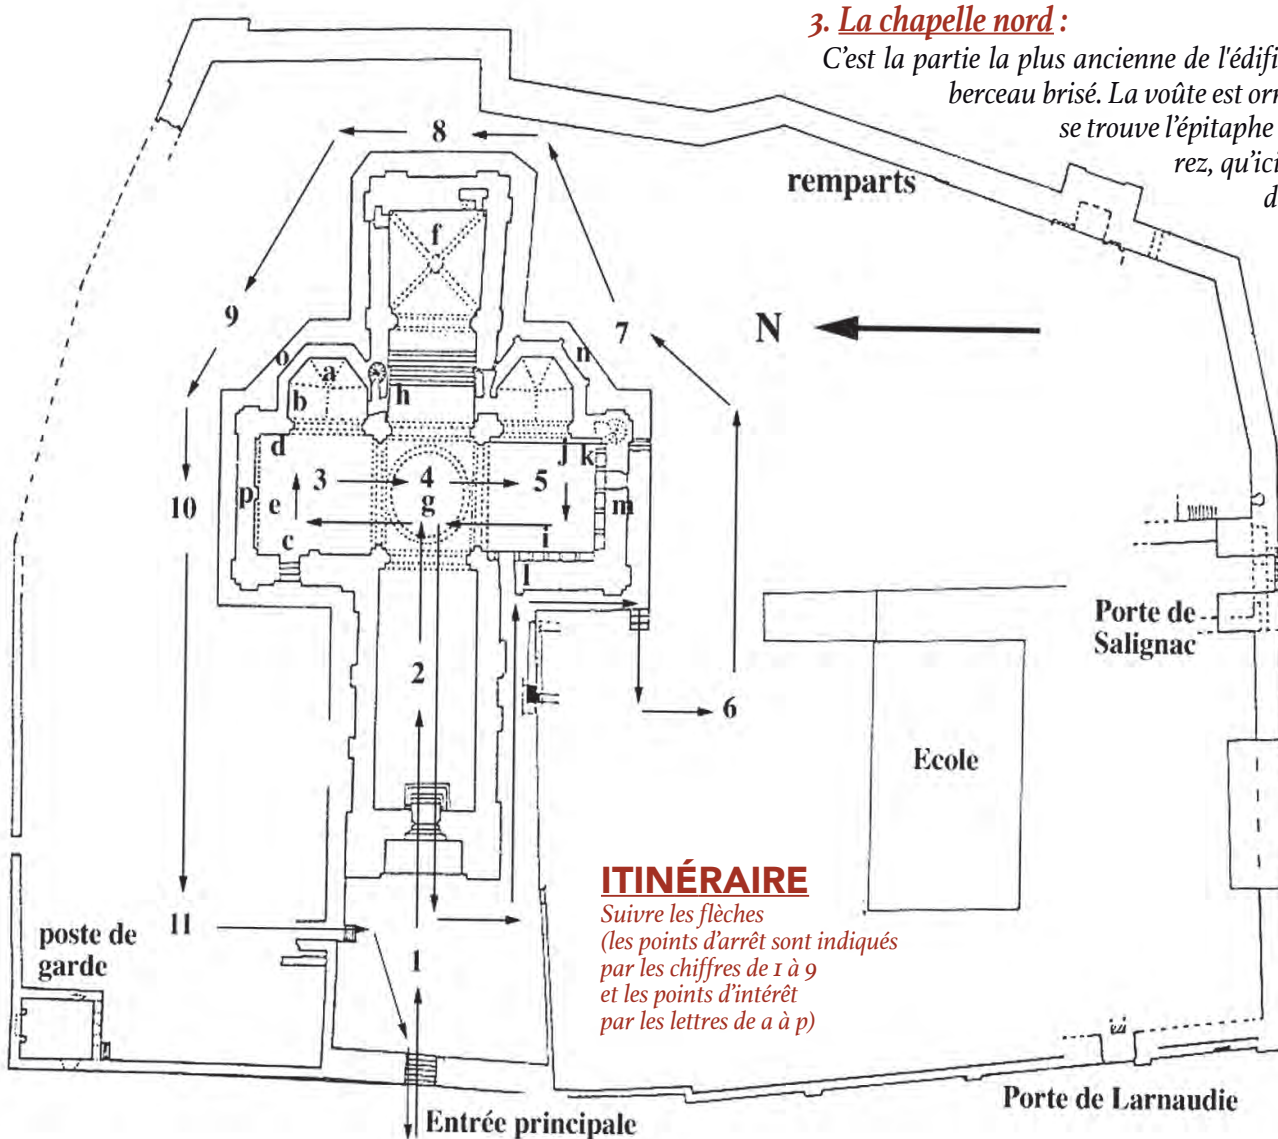 3. La chapelle nord :
C'est la partie la plus ancienne de l'édifi
berceau brisé. La voûte est orn
se trouve l'épitaphe
rez, qu'ici
d
remparts
8
f
9
7
N
o
n
a
b
h
d
j
k
3
4
5
p
e
g
m
10
c
i
l
Porte de
Salignac
2
6
Ecole
ITINÉRAIRE
Suivre les flèches
(les points d'arrêt sont indiqués
par les chiffres de 1 à 9
et les points d'intérêt
par les lettres de a à p)
11
poste de
garde
1
Porte de Larnaudie
Entrée principale